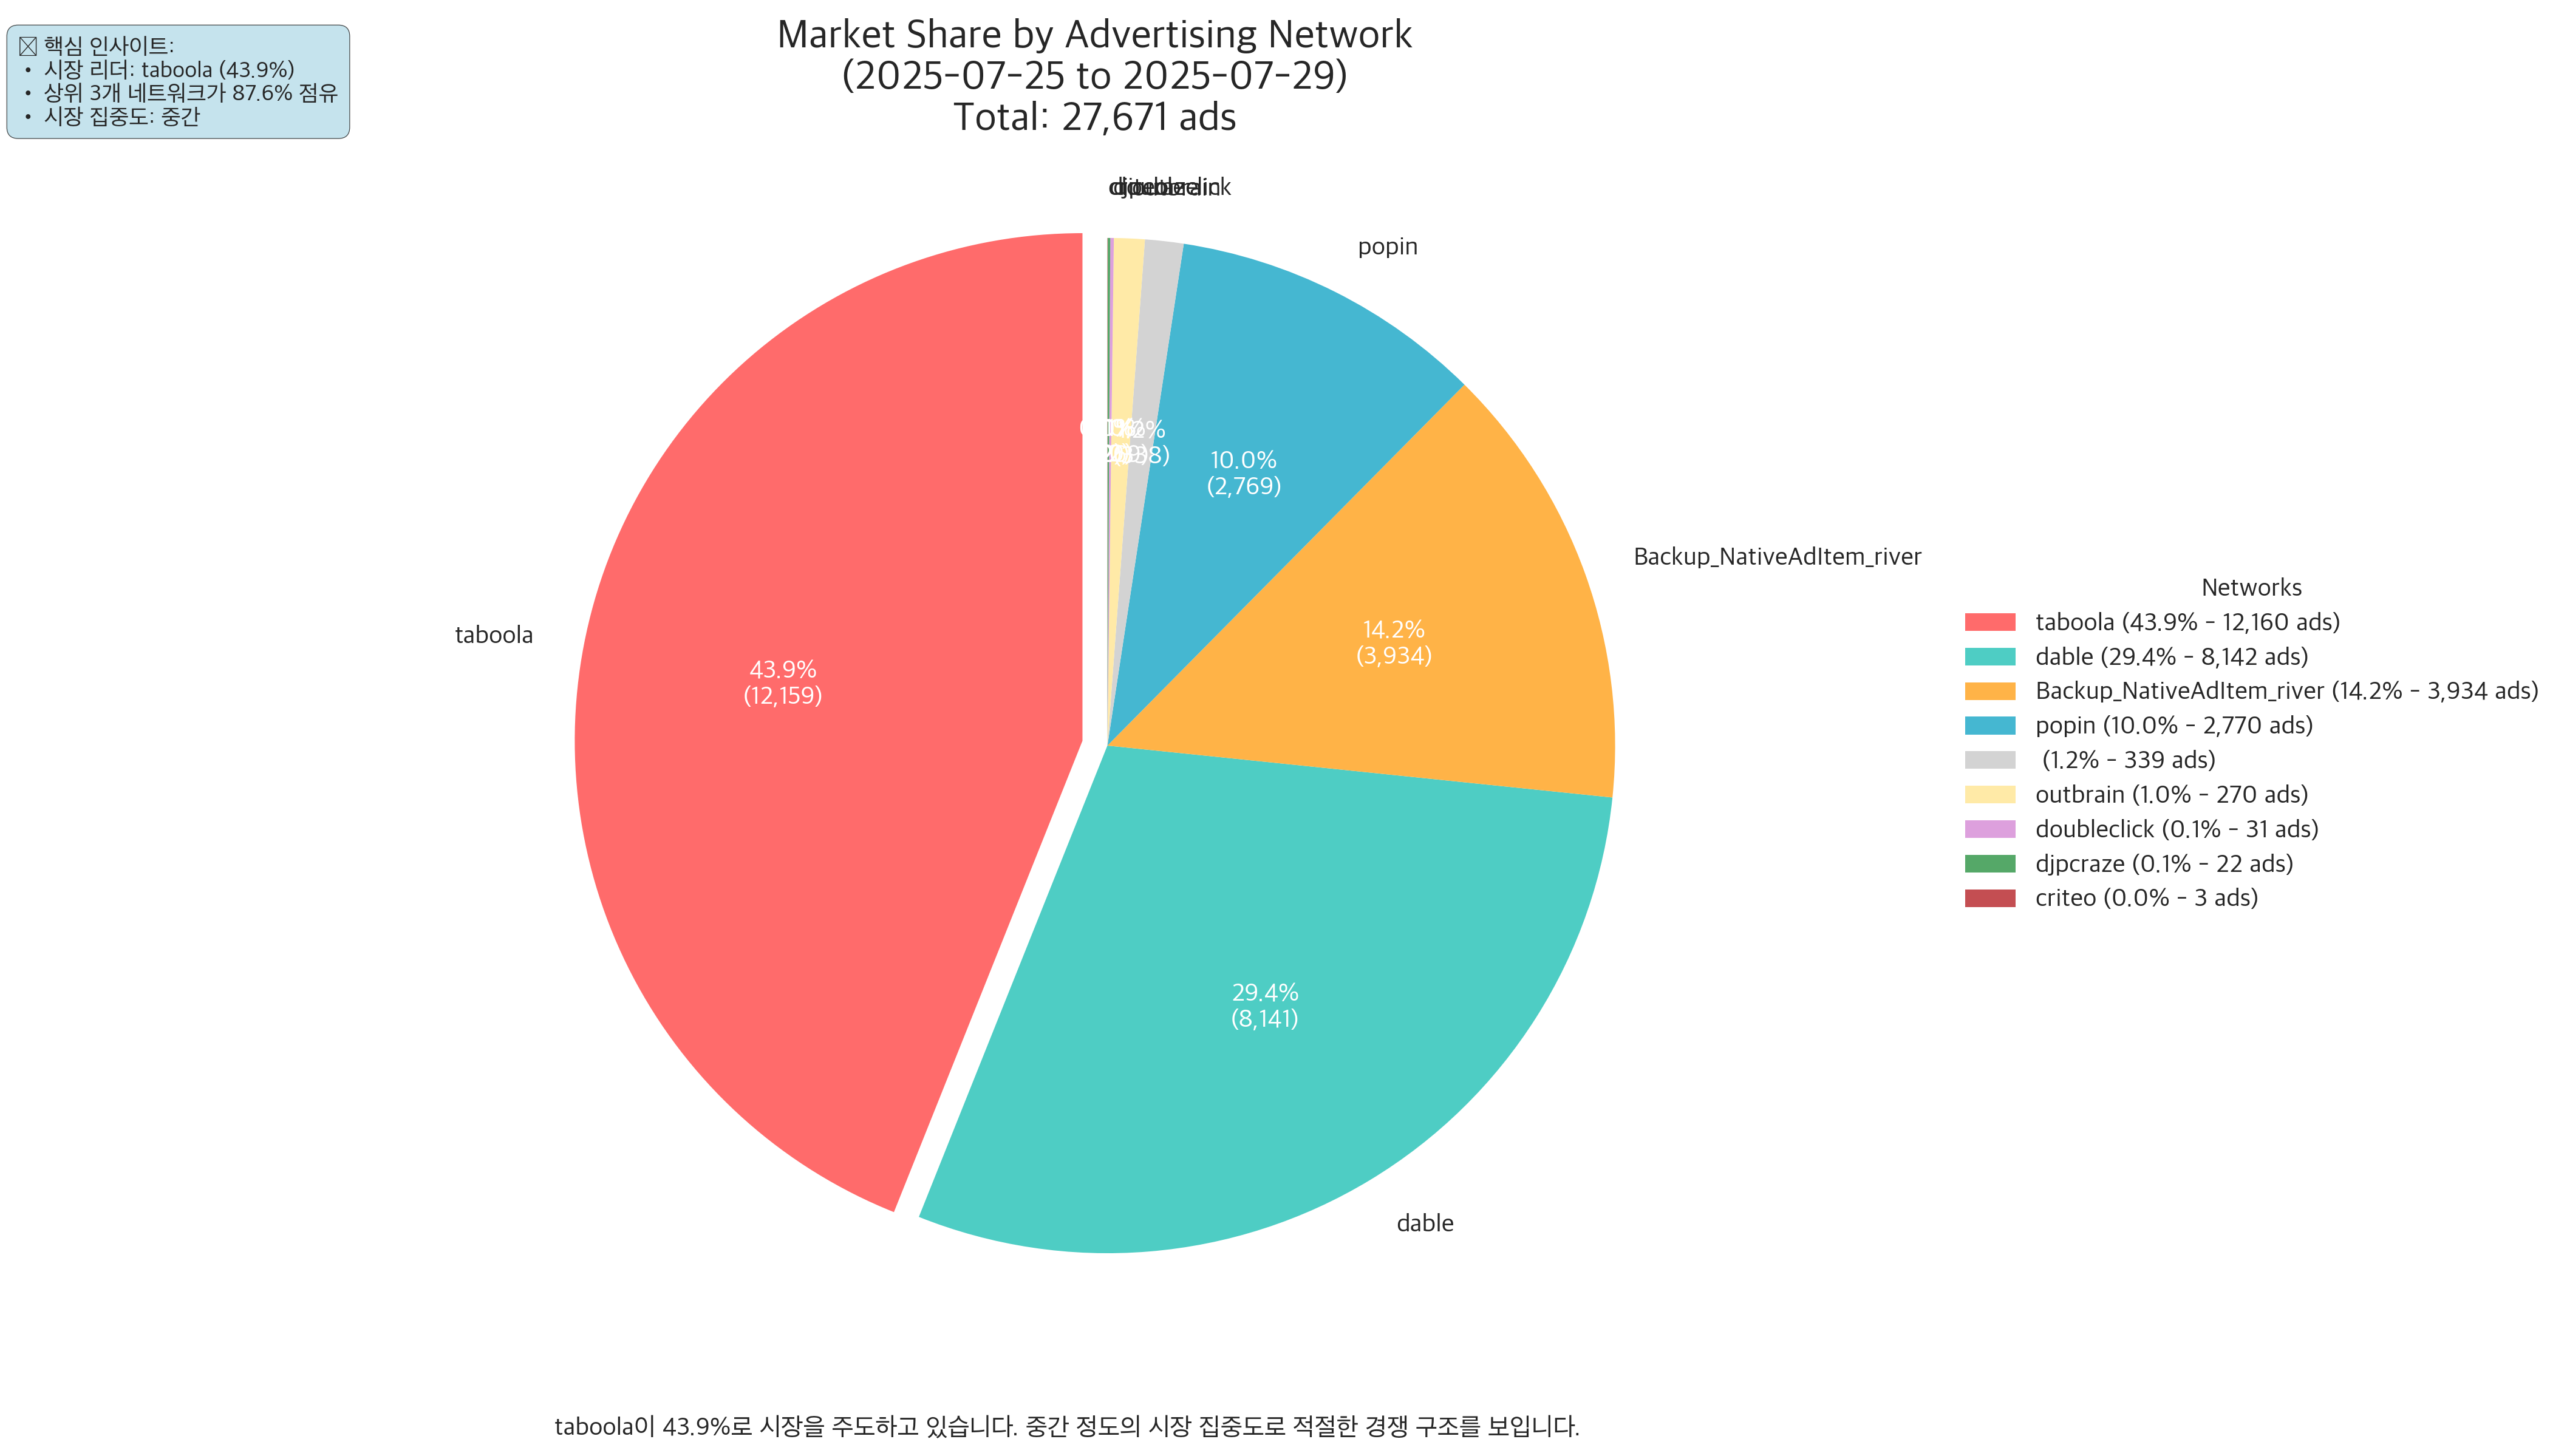 핵심 인사이트:
• 시장 리더: taboola (43.9%)
• 상위 3개 네트워크가 87.6% 점유
• 시장 집중도: 중간
Market Share by Advertising Network
(2025-07-25 to 2025-07-29)
Total: 27,671 ads
popin
10.0%
(2,769)
Backup_NativeAdItem_river
14.2%
(3,934)
taboola
43.9%
(12,159)
29.4%
(8,141)
dable
Networks
taboola (43.9% - 12,160 ads)
dable (29.4% - 8,142 ads)
Backup_NativeAdItem_river (14.2% - 3,934 ads)
popin (10.0% - 2,770 ads)
(1.2% - 339 ads)
outbrain (1.0% - 270 ads)
doubleclick (0.1% - 31 ads)
djpcraze (0.1% - 22 ads)
criteo (0.0% - 3 ads)
taboola이 43.9%로 시장을 주도하고 있습니다. 중간 정도의 시장 집중도로 적절한 경쟁 구조를 보입니다.